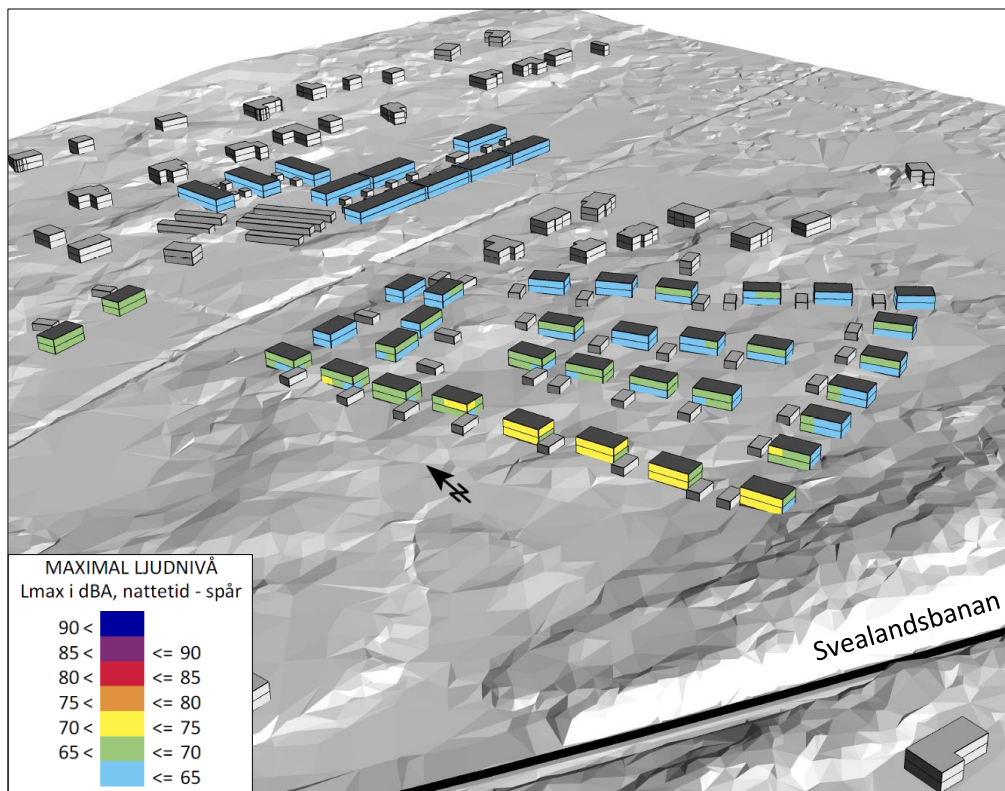 N
Svealandsbanan
MAXIMAL LJUDNIVÅ
Lmax i dBA, nattetid - spår
90 <
85 < <= 90
80 < <= 85
75 < <= 80
70 < <= 75
65 < <= 70
<= 65